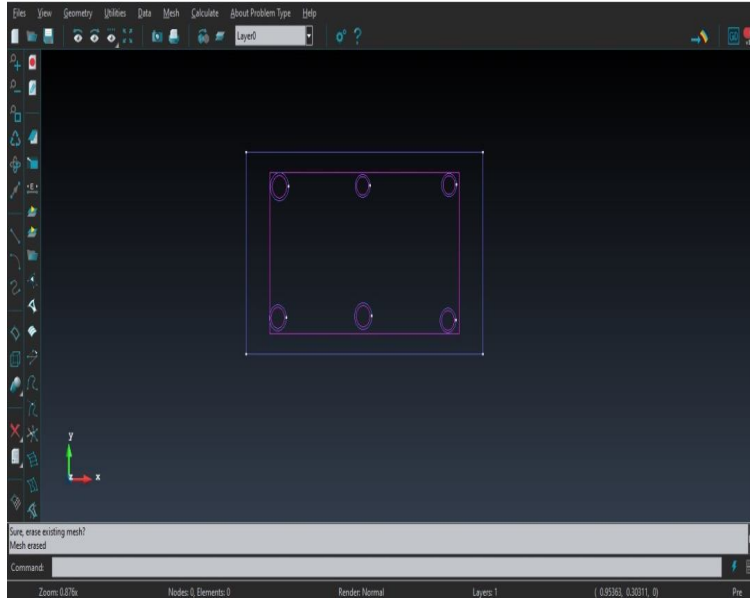 Files View Geometry Utilities Data Mesh Calculate About Problem Type Help
Layer0
GO
y
x
Sure, erase existing mesh?
Mesh erased
Command:
Zoom: 0.876x Nodes: 0, Elements: 0 Render: Normal Layers: 1 ( 0.95363, 0.30311, 0) Pre